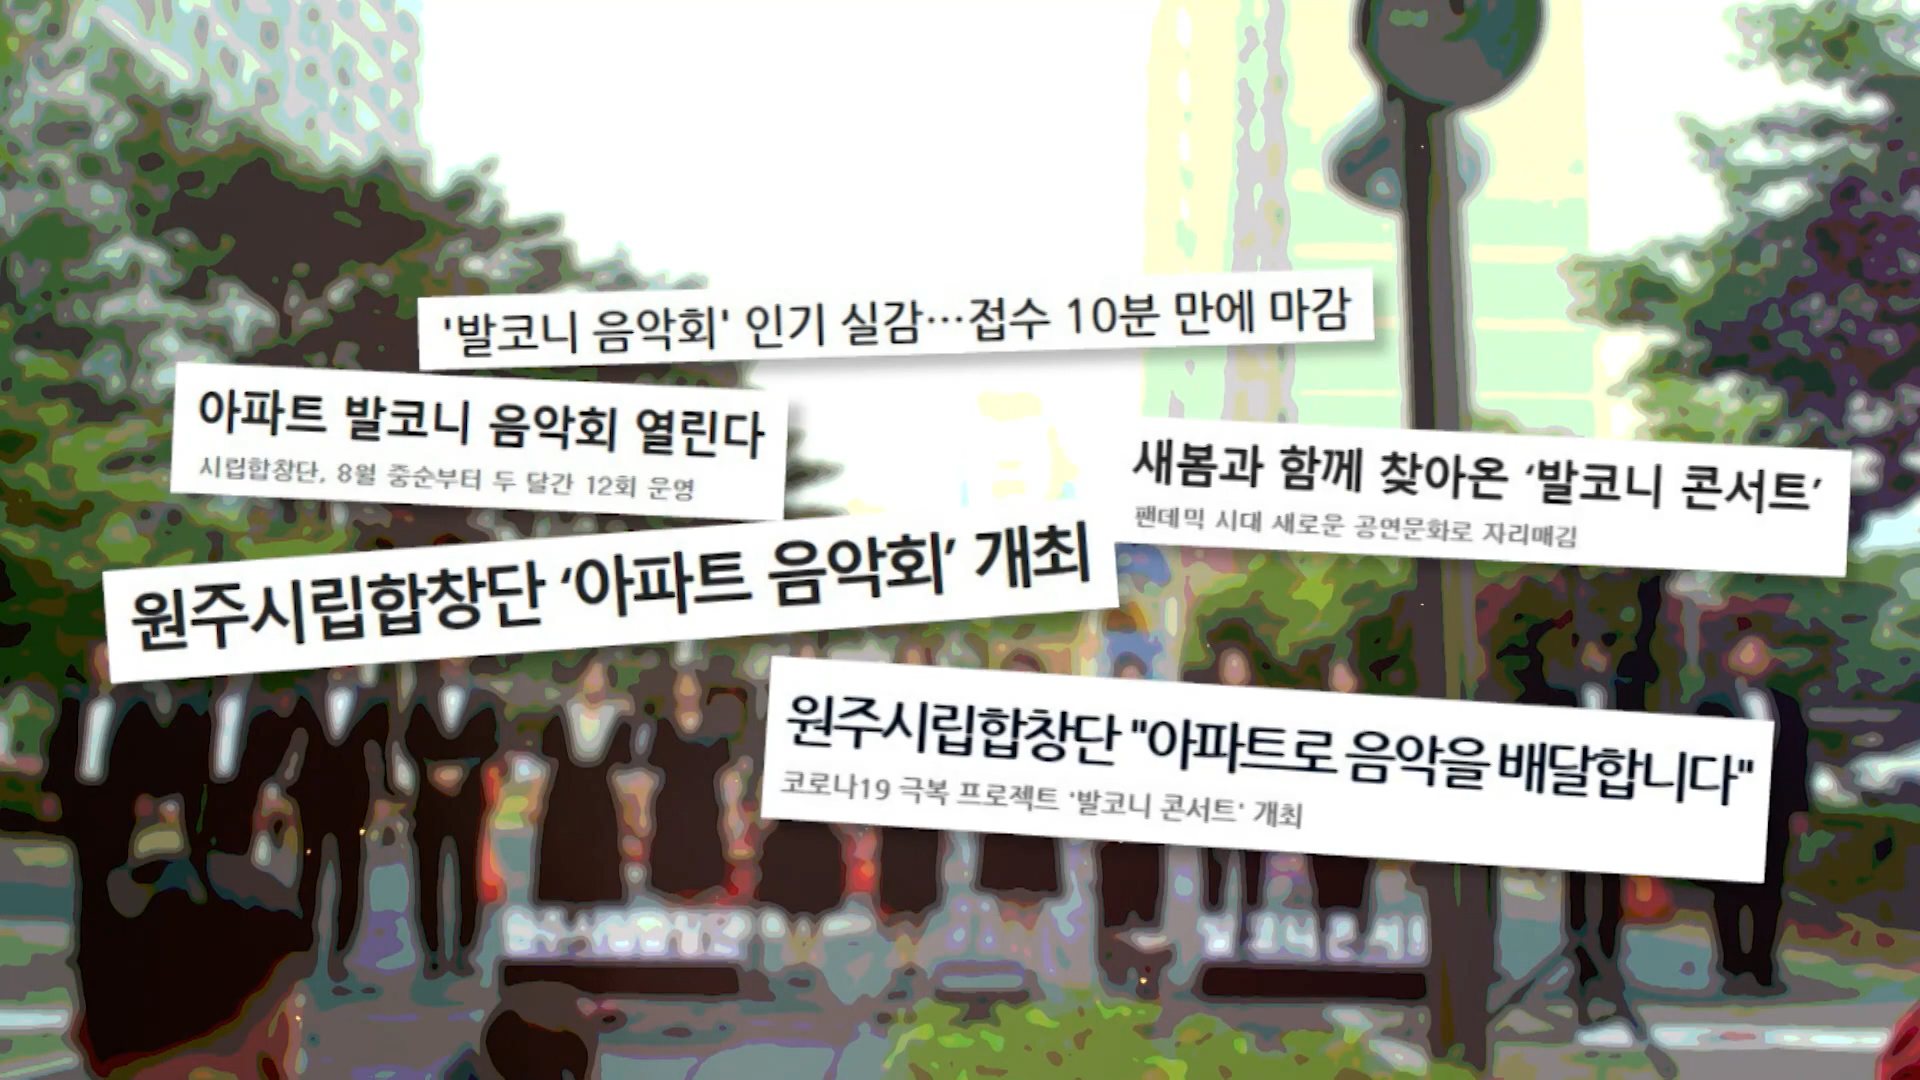 '발코니 음악회' 인기 실감…접수 10분 만에 마감
아파트 발코니 음악회 열린다
시립합창단, 8월 중순부터 두 달간 12회 운영
새봄과 함께 찾아온 ‘발코니 콘서트’
팬데믹 시대 새로운 공연문화로 자리매김
원주시립합창단 ‘아파트 음악회’ 개최
원주시립합창단 "아파트로 음악을 배달합니다"
코로나19 극복 프로젝트 '발코니 콘서트' 개최